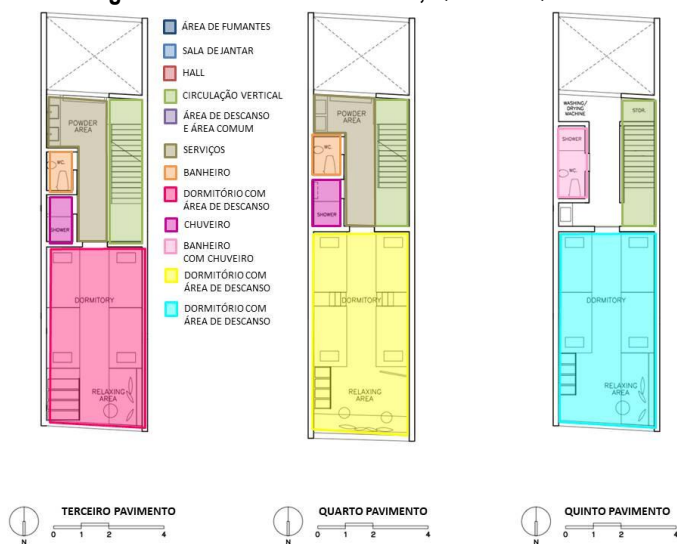 ÁREA DE FUMANTES
SALA DE JANTAR
HALL
CIRCULAÇÃO VERTICAL
ÁREA DE DESCANSO
E ÁREA COMUM
SERVIÇOS
BANHEIRO
DORMITÓRIO COM
ÁREA DE DESCANSO
CHUVEIRO
BANHEIRO
COM CHUVEIRO
DORMITÓRIO COM
ÁREA DE DESCANSO
DORMITÓRIO COM
ÁREA DE DESCANSO
POWDER
AREA
WC.
SHOWER
DORMITORY
RELAXING
AREA
POWDER
AREA
WC.
SHOWER
DORMITORY
RELAXING
AREA
WASHING/
DRYING
MACHINE
STOR.
SHOWER
WC.
DORMITORY
RELAXING
AREA
TERCEIRO PAVIMENTO
N 0 1 2 4
QUARTO PAVIMENTO
N 0 1 2 4
QUINTO PAVIMENTO
N 0 1 2 4